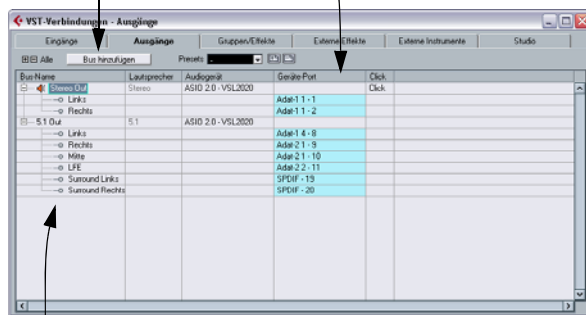 VST-Verbindungen - Ausgänge
Eingänge Ausgänge Gruppen/Effekte Externe Effekte Externe Instrumente Studio
Alle Bus hinzufügen Presets -
Bus-Name Lautsprecher Audiogerät Geräte-Port Click
Stereo Out Stereo ASIO 2.0 - VSL2020 Click
Links Adat-1 1 - 1
Rechts Adat-1 1 - 2
5.1 Out 5.1 ASIO 2.0 - VSL2020
Links Adat-1 4 - 8
Rechts Adat-2 1 - 9
Mitte Adat-2 1 - 10
LFE Adat-2 2 - 11
Surround Links SPDIF - 19
Surround Rechts SPDIF - 20